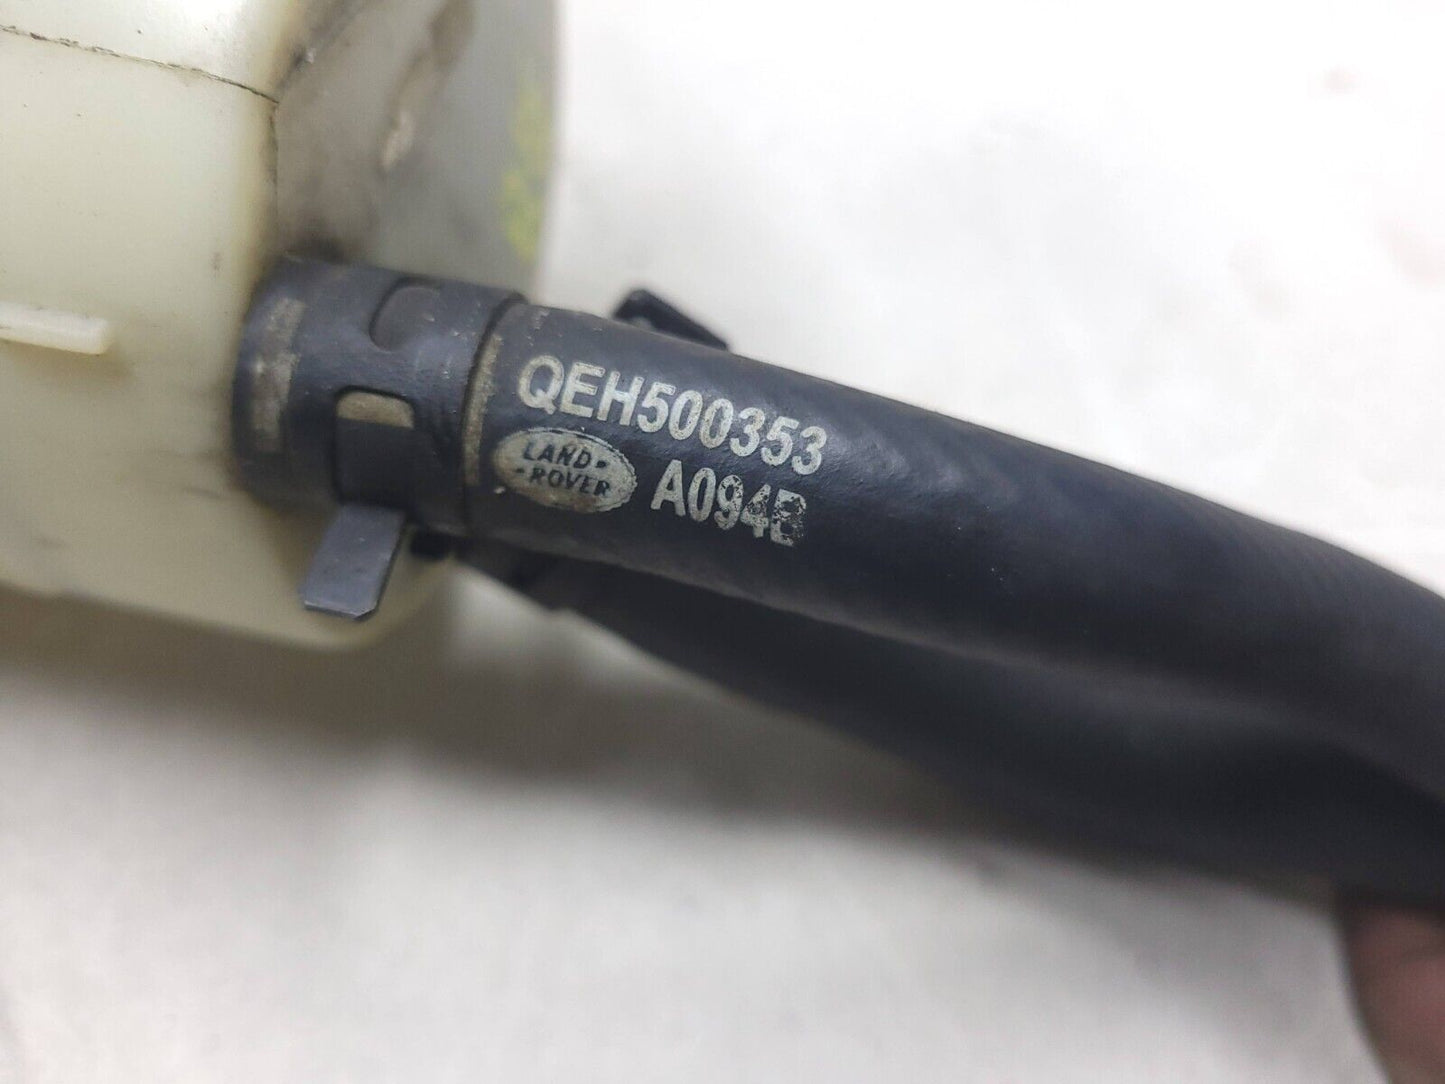 QEH500353
LAND-
-ROVER
A094B